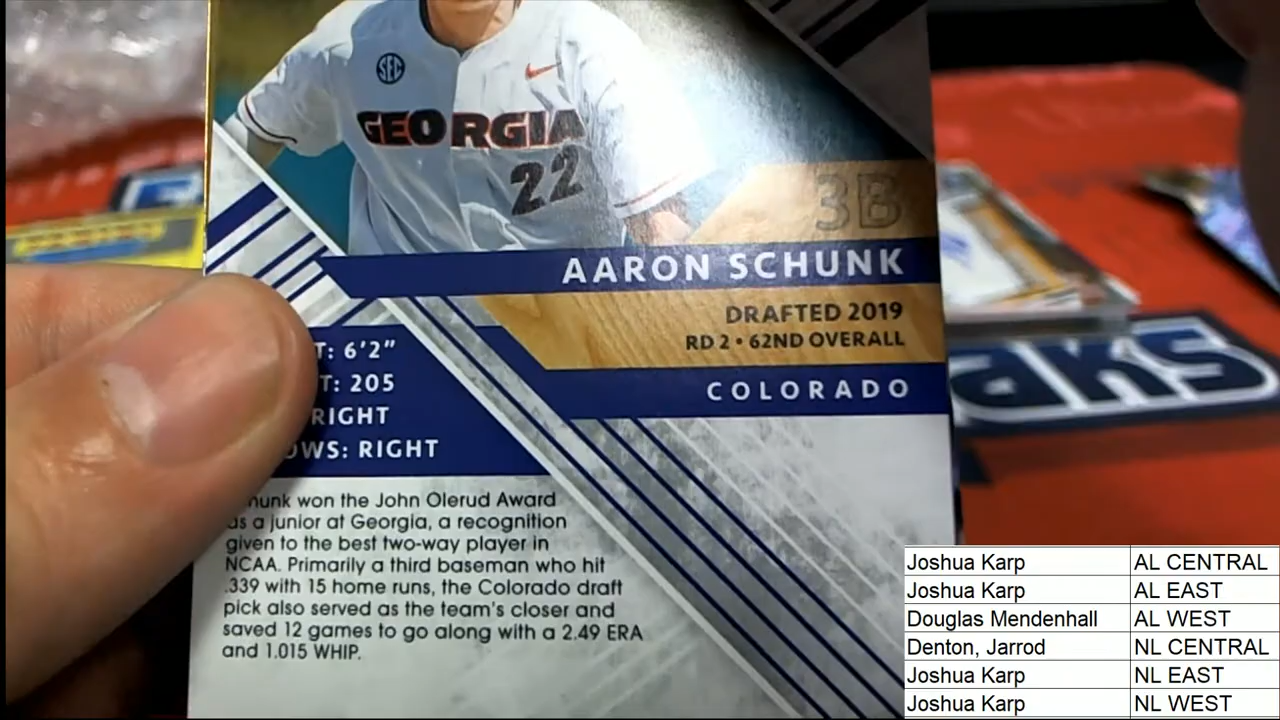 SEC
GEORGIA
22
3B
AARON SCHUNK
DRAFTED 2019
RD 2 • 62ND OVERALL
COLORADO
T: 6'2"
T: 205
RIGHT
OWS: RIGHT
hunk won the John Olerud Award
as a junior at Georgia, a recognition
given to the best two-way player in
NCAA. Primarily a third baseman who hit
.339 with 15 home runs, the Colorado draft
pick also served as the team's closer and
saved 12 games to go along with a 2.49 ERA
and 1.015 WHIP.
aks
Joshua Karp AL CENTRAL
Joshua Karp AL EAST
Douglas Mendenhall AL WEST
Denton, Jarrod NL CENTRAL
Joshua Karp NL EAST
Joshua Karp NL WEST